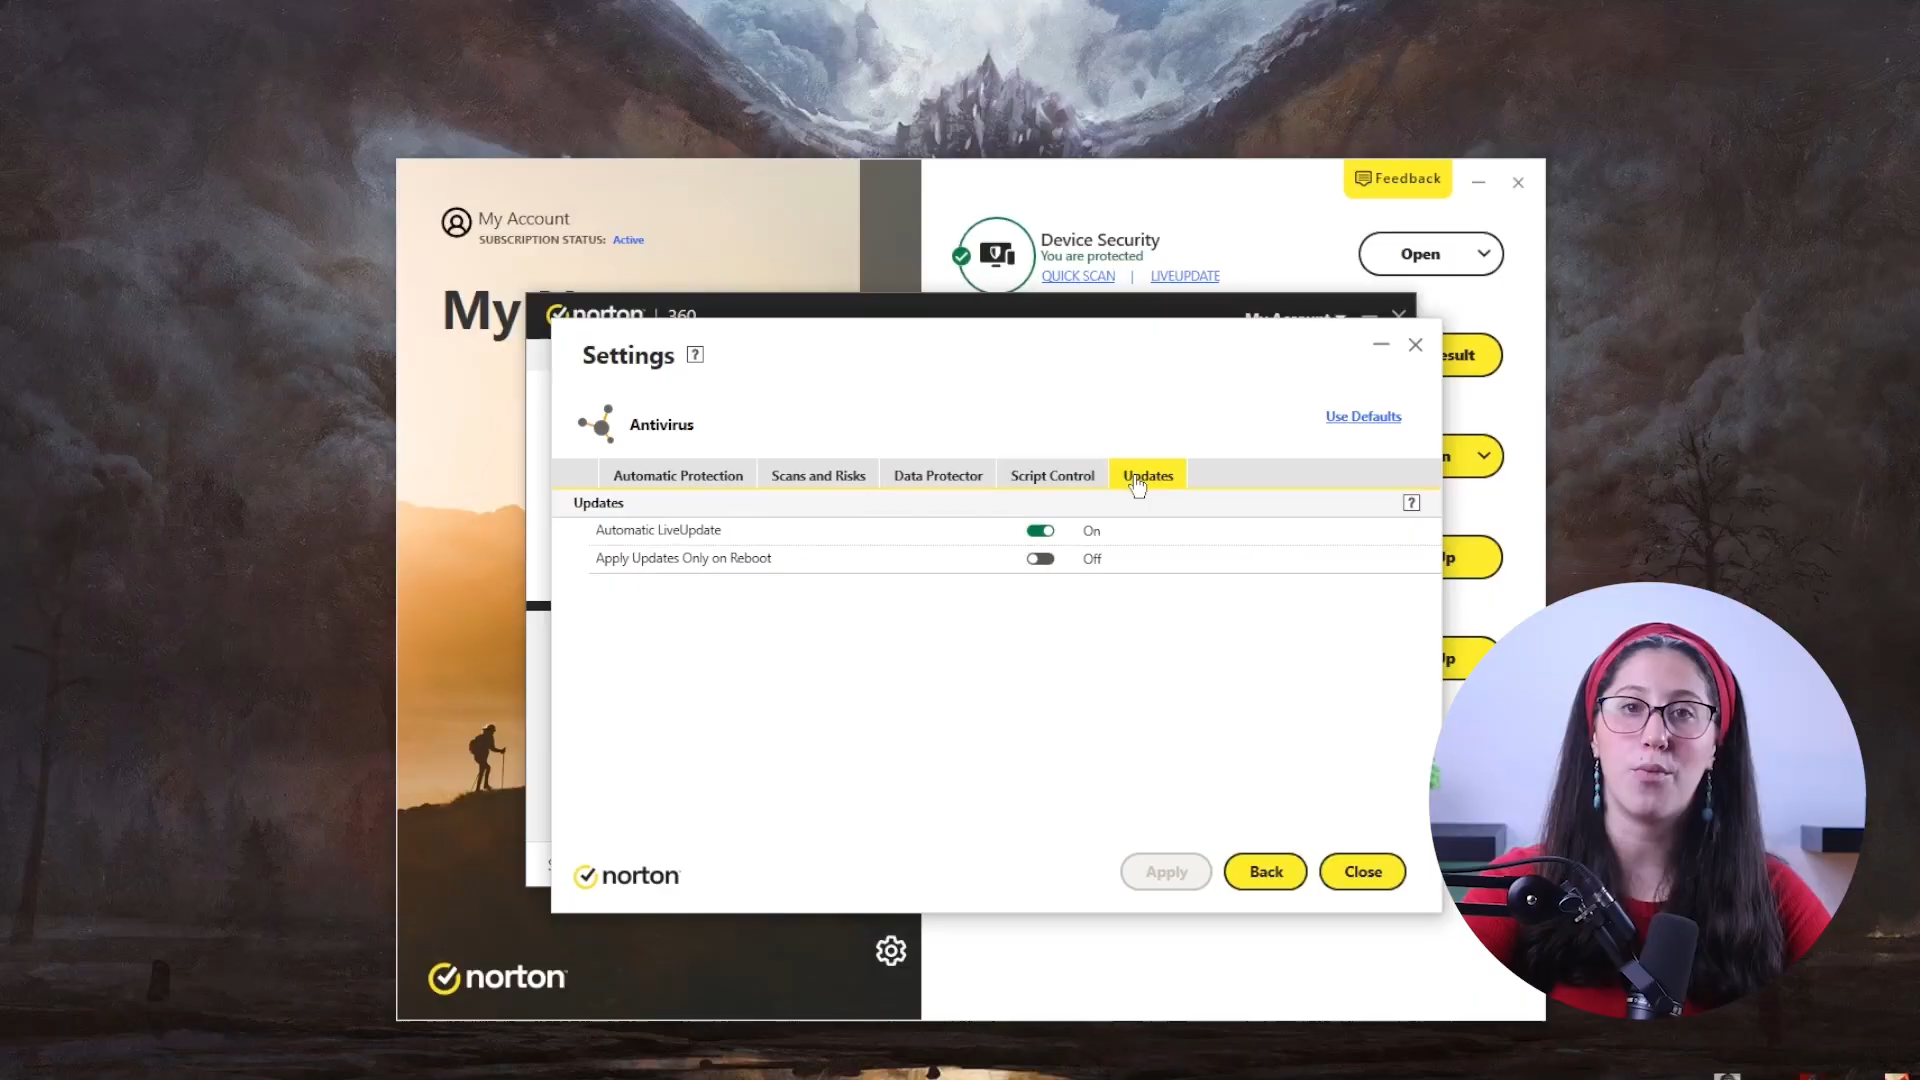 Feedback
My Account
SUBSCRIPTION STATUS: Active
Device Security
You are protected
QUICK SCAN | LIVEUPDATE
Open
My
norton | 360
My Account
Settings ?
Antivirus
Use Defaults
Automatic Protection
Scans and Risks
Data Protector
Script Control
Updates
Updates
?
Automatic LiveUpdate
On
Apply Updates Only on Reboot
Off
norton
Apply
Back
Close
norton